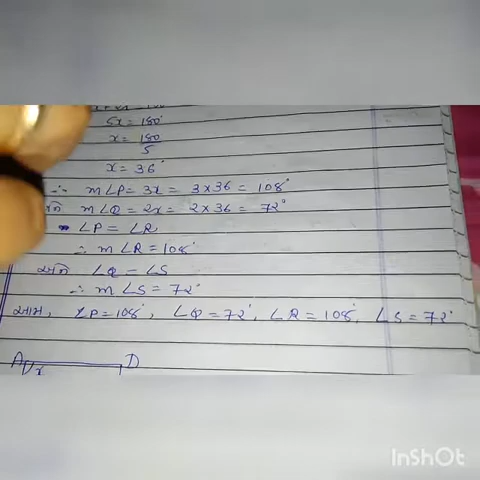 5x = 180°
x = 180/5
x = 36°
∴ m∠P = 3x = 3×36 = 108°
m∠Q = 2x = 2×36 = 72°
∠P = ∠R
∴ m∠R = 108°
અને ∠Q = ∠S
∴ m∠S = 72°
આમ, ∠P = 108°, ∠Q = 72°, ∠R = 108°, ∠S = 72°
A x D
InShOt